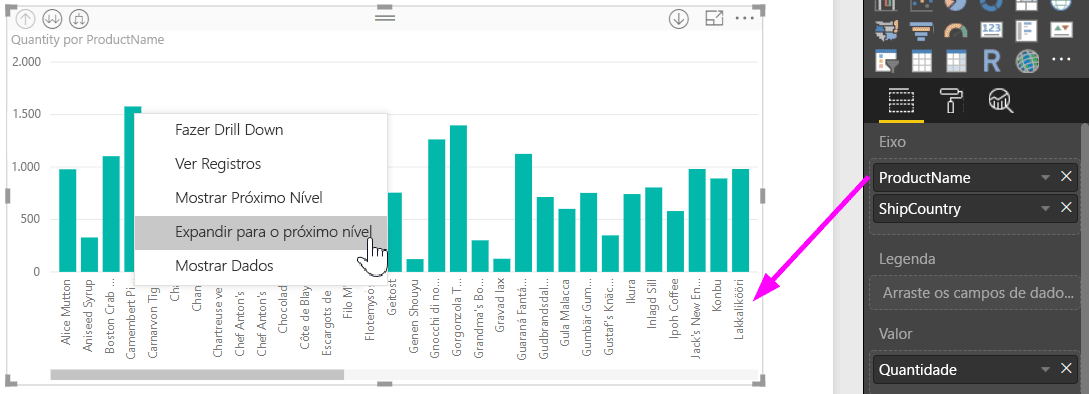 Quantity por ProductName
2.000
1.500
1.000
500
0
Fazer Drill Down
Ver Registros
Mostrar Próximo Nível
Expandir para o próximo nível
Mostrar Dados
Alice Mutton
Aniseed Syrup
Boston Crab ...
Camembert Pi...
Carnarvon Tig
Cha
Chan
Chartreuse ve
Chef Anton's
Chef Anton's
Chocolad
Côte de Blay
Escargots de
Filo M
Flotemysos
Geitost
Genen Shouyu
Gnocchi di no...
Gorgonzola T...
Grandma's Bo...
Gravad lax
Guaraná Fantá...
Gudbrandsdal...
Gula Malacca
Gumbär Gum...
Gustaf's Knäc...
Ikura
Inlagd Sill
Ipoh Coffee
Jack's New En...
Konbu
Lakkalikööri
123
R
Eixo
ProductName
ShipCountry
Legenda
Arraste os campos de dado...
Valor
Quantidade